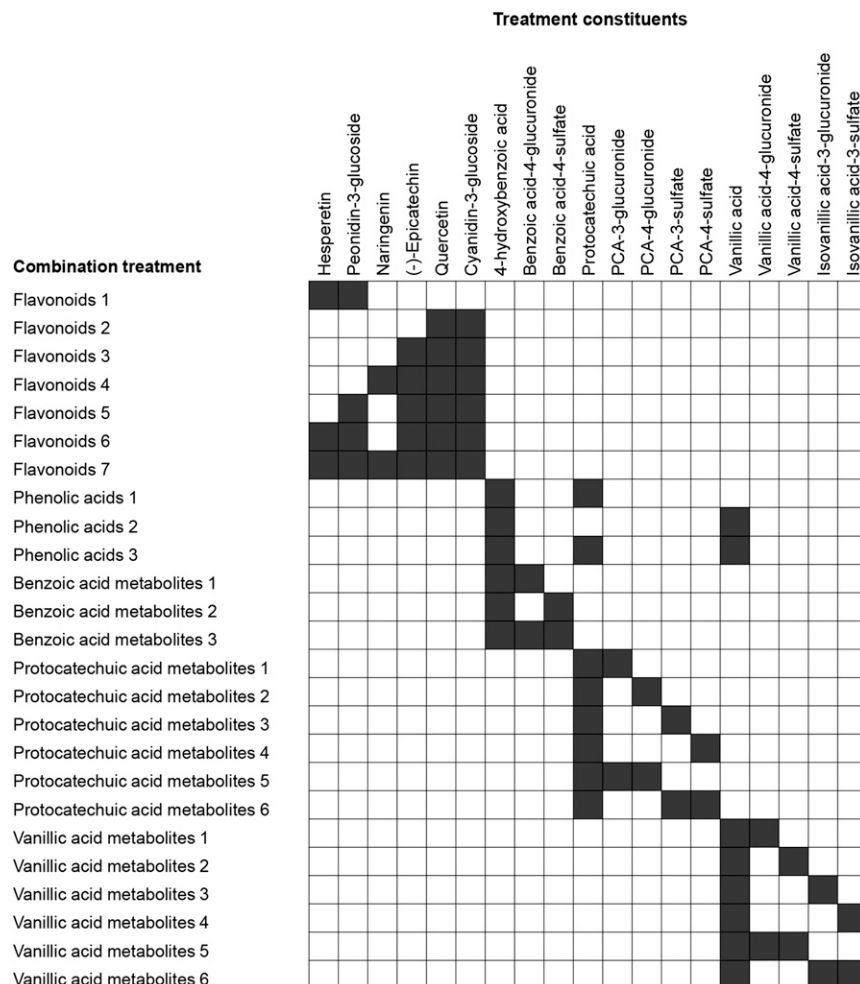 Treatment constituents
Hesperetin
Peonidin-3-glucoside
Naringenin
(-)-Epicatechin
Quercetin
Cyanidin-3-glucoside
4-hydroxybenzoic acid
Benzoic acid-4-glucuronide
Benzoic acid-4-sulfate
Protocatechuic acid
PCA-3-glucuronide
PCA-4-glucuronide
PCA-3-sulfate
PCA-4-sulfate
Vanillic acid
Vanillic acid-4-glucuronide
Vanillic acid-4-sulfate
Isovanillic acid-3-glucuronide
Isovanillic acid-3-sulfate
Combination treatment
Flavonoids 1
Flavonoids 2
Flavonoids 3
Flavonoids 4
Flavonoids 5
Flavonoids 6
Flavonoids 7
Phenolic acids 1
Phenolic acids 2
Phenolic acids 3
Benzoic acid metabolites 1
Benzoic acid metabolites 2
Benzoic acid metabolites 3
Protocatechuic acid metabolites 1
Protocatechuic acid metabolites 2
Protocatechuic acid metabolites 3
Protocatechuic acid metabolites 4
Protocatechuic acid metabolites 5
Protocatechuic acid metabolites 6
Vanillic acid metabolites 1
Vanillic acid metabolites 2
Vanillic acid metabolites 3
Vanillic acid metabolites 4
Vanillic acid metabolites 5
Vanillic acid metabolites 6